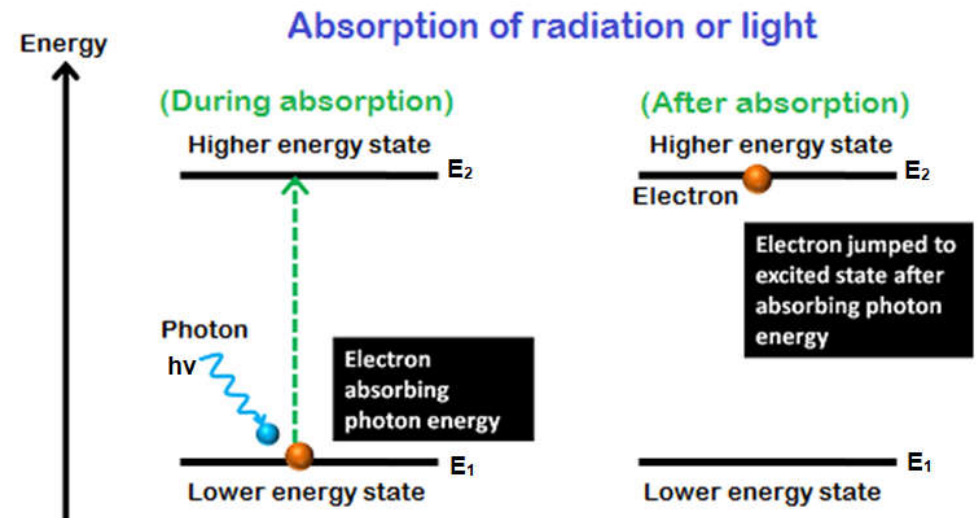 Absorption of radiation or light
Energy
(During absorption)
Higher energy state
E₂
Photon
hv
Electron
absorbing
photon energy
E₁
Lower energy state
(After absorption)
Higher energy state
E₂
Electron
Electron jumped to
excited state after
absorbing photon
energy
E₁
Lower energy state